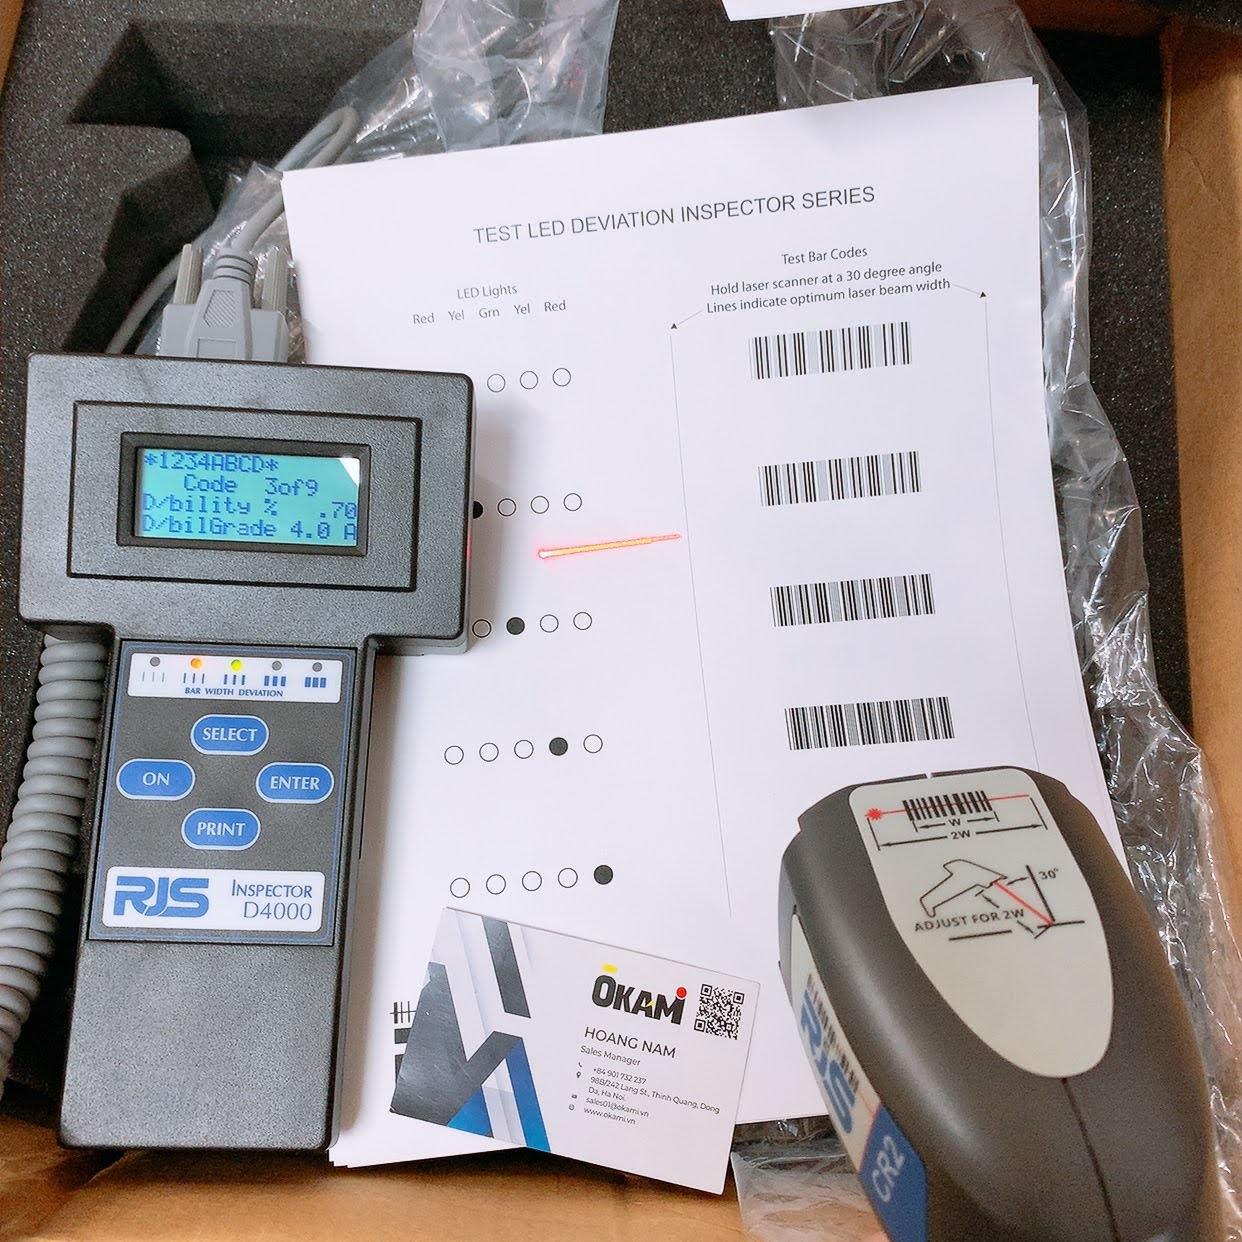 TEST LED DEVIATION INSPECTOR SERIES
LED Lights
Red Yel Grn Yel Red
Test Bar Codes
Hold laser scanner at a 30 degree angle
Lines indicate optimum laser beam width
*1234ABCD*
Code 3of9
D/bility % .70
D/bilGrade 4.0 A
BAR WIDTH DEVIATION
SELECT
ON
ENTER
PRINT
RJS INSPECTOR
D4000
W
2W
30°
ADJUST FOR 2W
RJS
CR2
ŌKAMI
HOANG NAM
Sales Manager
+84 901 732 237
98B/242 Lang St., Thinh Quang, Dong
Da, Ha Noi.
sales01@okami.vn
www.okami.vn